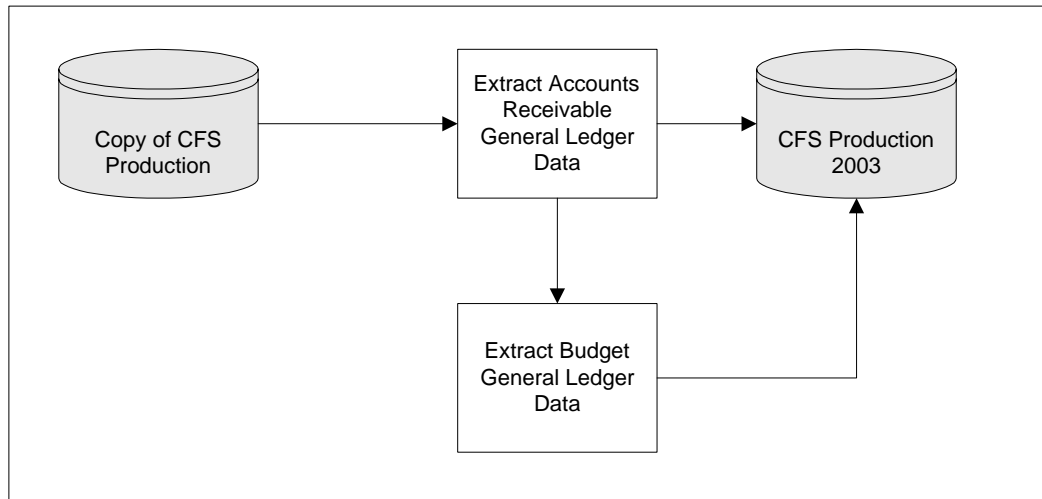 Copy of CFS
Production
Extract Accounts
Receivable
General Ledger
Data
CFS Production
2003
Extract Budget
General Ledger
Data